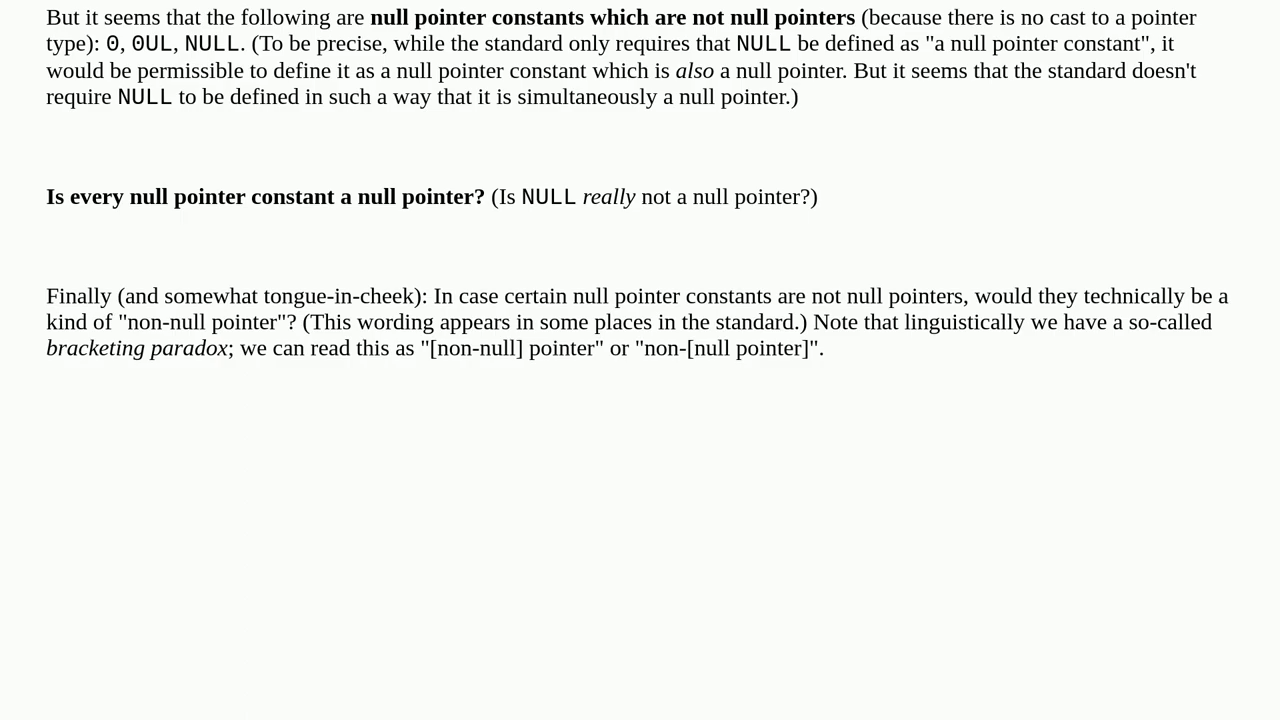 But it seems that the following are null pointer constants which are not null pointers (because there is no cast to a pointer
type): 0, 0UL, NULL. (To be precise, while the standard only requires that NULL be defined as "a null pointer constant", it
would be permissible to define it as a null pointer constant which is also a null pointer. But it seems that the standard doesn't
require NULL to be defined in such a way that it is simultaneously a null pointer.)
Is every null pointer constant a null pointer? (Is NULL really not a null pointer?)
Finally (and somewhat tongue-in-cheek): In case certain null pointer constants are not null pointers, would they technically be a
kind of "non-null pointer"? (This wording appears in some places in the standard.) Note that linguistically we have a so-called
bracketing paradox; we can read this as "[non-null] pointer" or "non-[null pointer]".